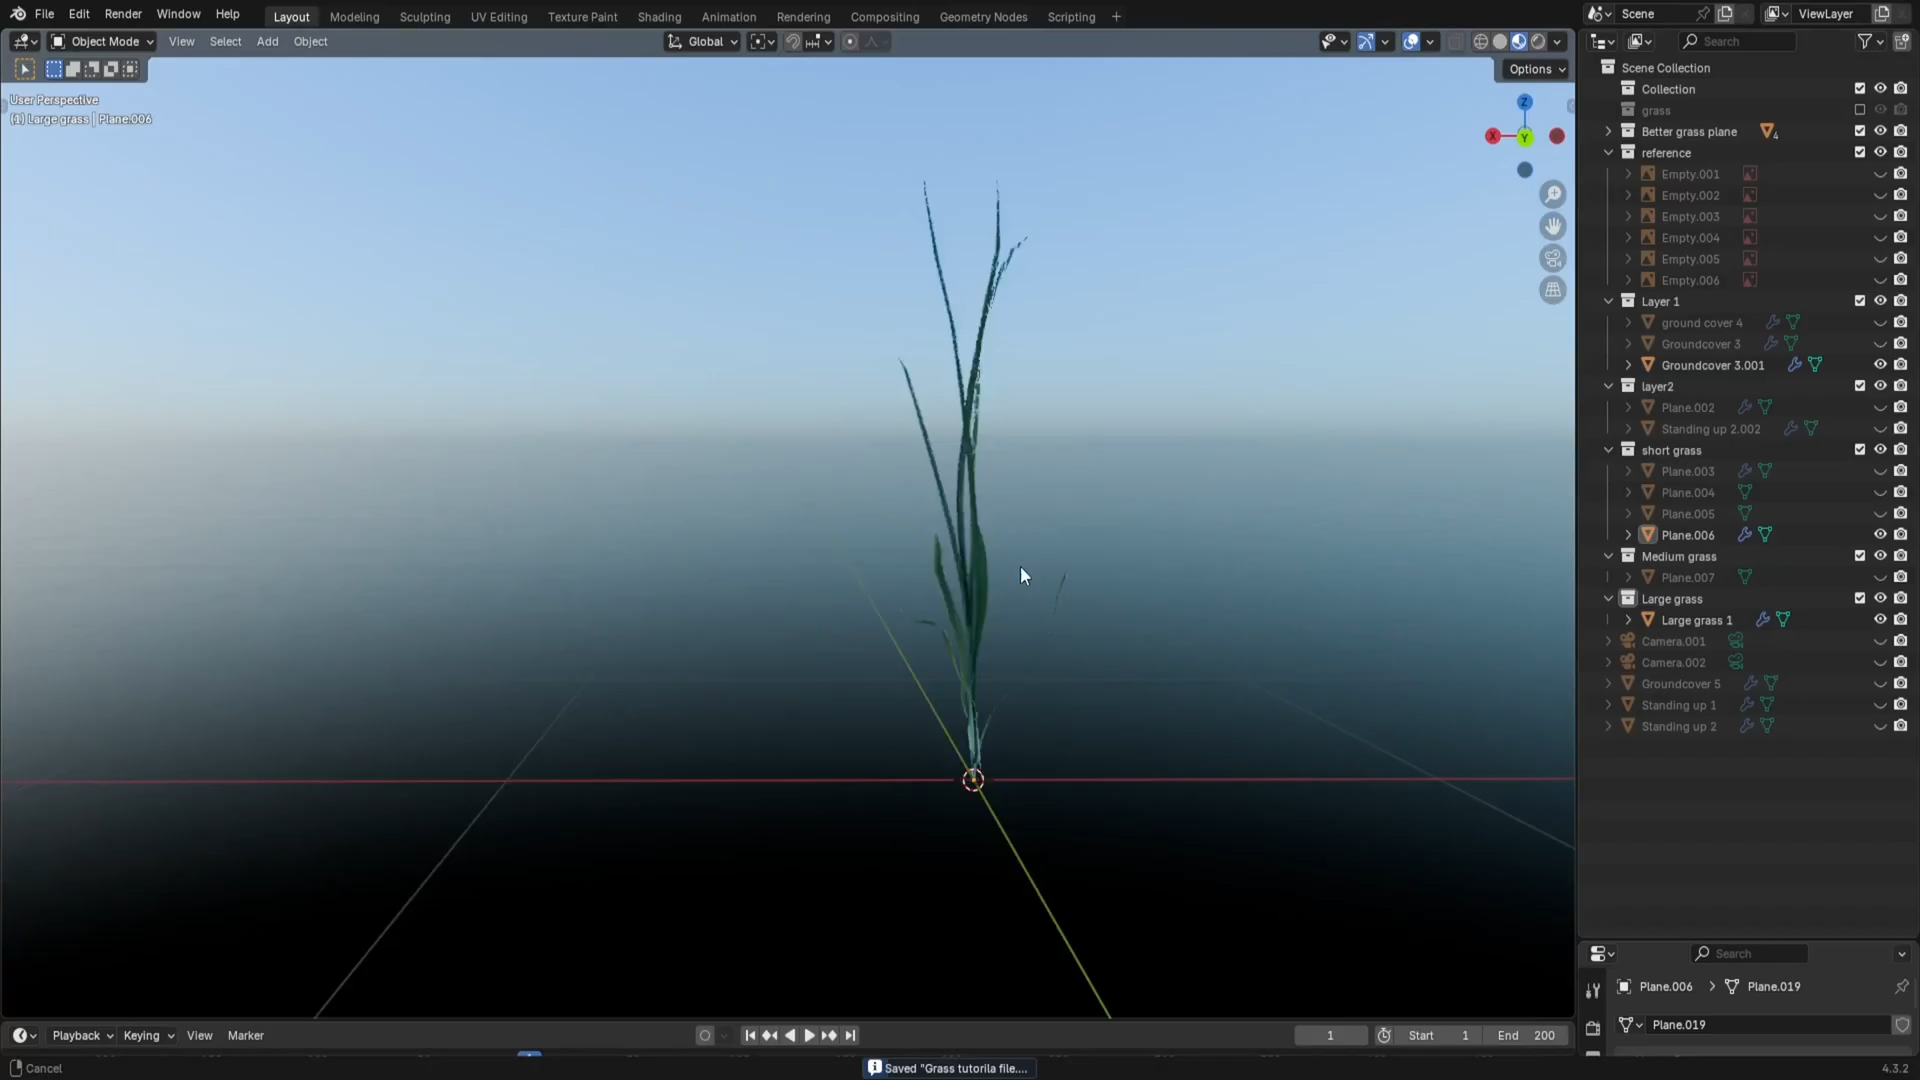 File Edit Render Window Help Layout Modeling Sculpting UV Editing Texture Paint Shading Animation Rendering Compositing Geometry Nodes Scripting + Scene ViewLayer
Object Mode View Select Add Object Global Search
Options
User Perspective
(1) Large grass | Plane.006
Z
X
Y
Scene Collection
Collection
grass
Better grass plane 4
reference
Empty.001
Empty.002
Empty.003
Empty.004
Empty.005
Empty.006
Layer 1
ground cover 4
Groundcover 3
Groundcover 3.001
layer2
Plane.002
Standing up 2.002
short grass
Plane.003
Plane.004
Plane.005
Plane.006
Medium grass
Plane.007
Large grass
Large grass 1
Camera.001
Camera.002
Groundcover 5
Standing up 1
Standing up 2
Search
Plane.006 > Plane.019
Plane.019
Playback Keying View Marker 1 Start 1 End 200
Cancel Saved "Grass tutorila file.... 4.3.2